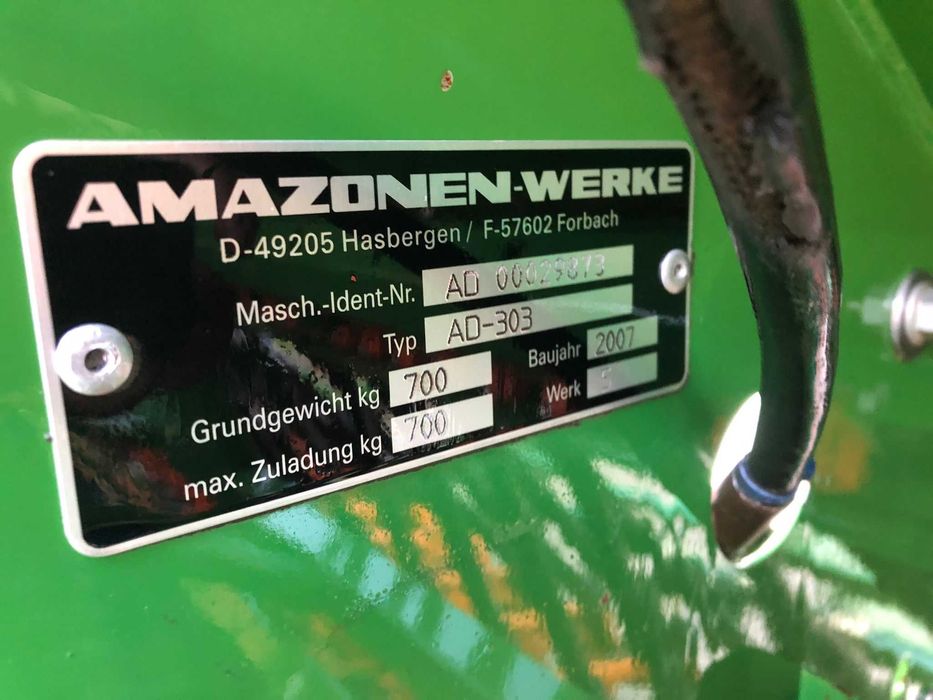 AMAZONEN-WERKE
D-49205 Hasbergen / F-57602 Forbach
Masch.-Ident-Nr. AD 00029873
Typ AD-303
Grundgewicht kg 700 Baujahr 2007
max. Zuladung kg 700 Werk 5